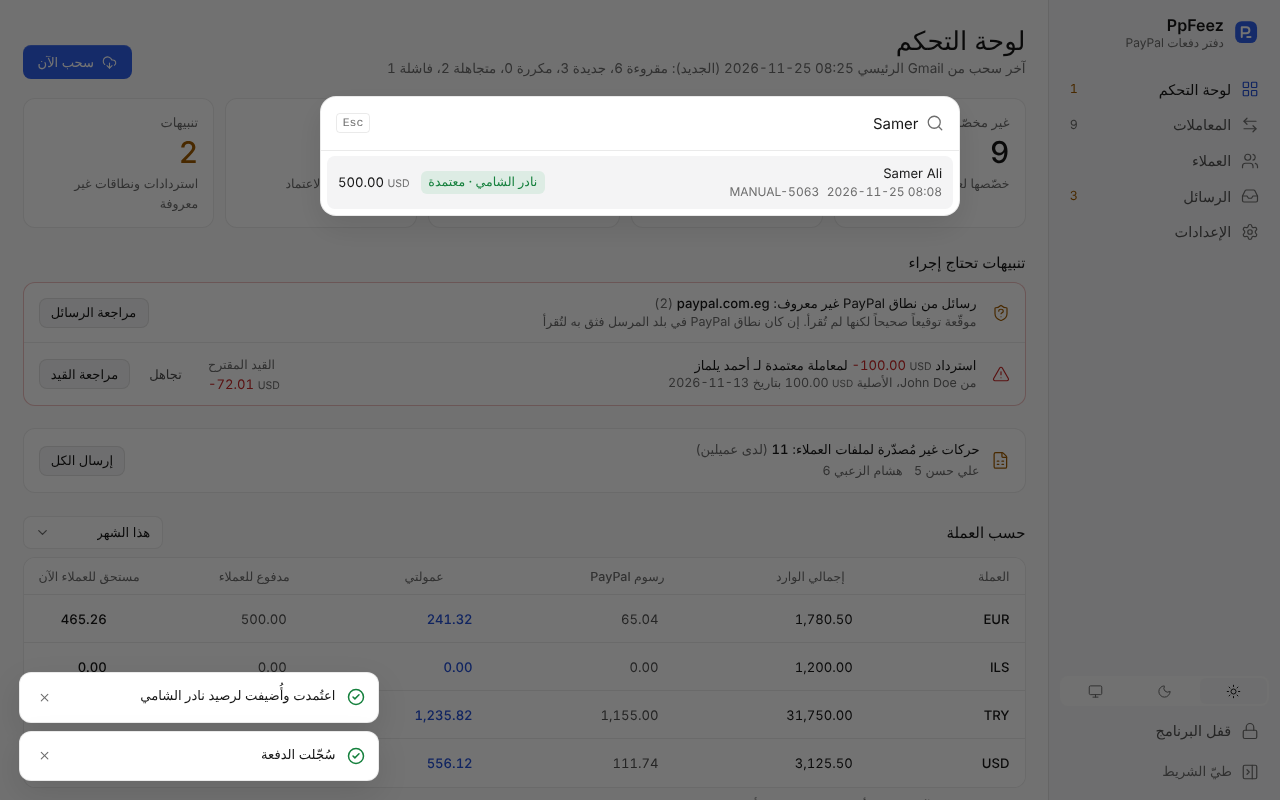 PpFeez
دفتر دفعات PayPal
لوحة التحكم
1
المعاملات
9
العملاء
الرسائل
3
الإعدادات
قفل البرنامج
طيّ الشريط
لوحة التحكم
آخر سحب من Gmail الرئيسي 2026-11-25 08:25 (الجديد): مقروءة 6، جديدة 3، مكررة 0، متجاهلة 2، فاشلة 1
سحب الآن
Samer
Esc
Samer Ali
2026-11-25 08:08 MANUAL-5063
نادر الشامي · معتمدة
500.00 USD
9
تنبيهات
2
استردادات ونطاقات غير
معروفة
تنبيهات تحتاج إجراء
رسائل من نطاق PayPal غير معروف: paypal.com.eg (2)
موقّعة توقيعاً صحيحاً لكنها لم تُقرأ. إن كان نطاق PayPal في بلد المرسل فثق به لتُقرأ
مراجعة الرسائل
استرداد -100.00 USD لمعاملة معتمدة لـ أحمد يلماز
من John Doe، الأصلية 100.00 USD بتاريخ 2026-11-13
القيد المقترح
-72.01 USD
تجاهل
مراجعة القيد
حركات غير مُصدّرة لملفات العملاء: 11 (لدى عميلين)
علي حسن 5 هشام الزعبي 6
إرسال الكل
حسب العملة
هذا الشهر
العملة إجمالي الوارد رسوم PayPal عمولتي مدفوع للعملاء مستحق للعملاء الآن
EUR 1,780.50 65.04 241.32 500.00 465.26
ILS 1,200.00 0.00 0.00 0.00 0.00
TRY 31,750.00 1,155.00 1,235.82
USD 3,125.50 111.74 556.12
اعتُمدت وأُضيفت لرصيد نادر الشامي
سُجّلت الدفعة